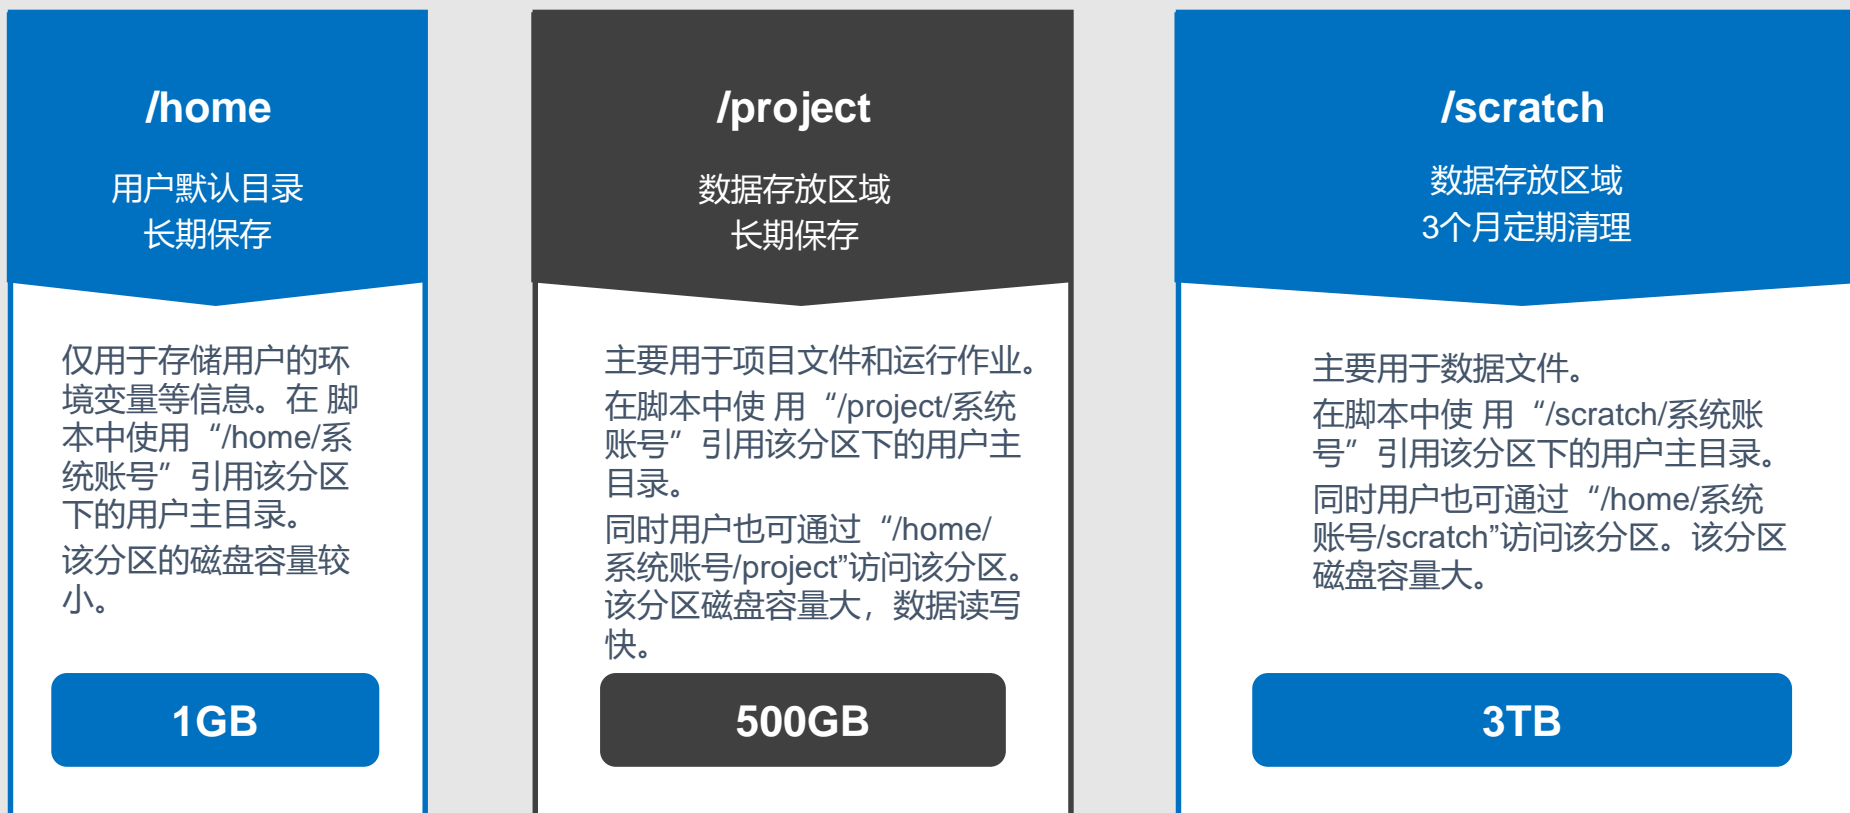 /home
用户默认目录
长期保存
仅用于存储用户的环
境变量等信息。在 脚
本中使用“/home/系
统账号”引用该分区
下的用户主目录。
该分区的磁盘容量较
小。
1GB
/project
数据存放区域
长期保存
主要用于项目文件和运行作业。
在脚本中使 用“/project/系统
账号”引用该分区下的用户主
目录。
同时用户也可通过“/home/
系统账号/project”访问该分区。
该分区磁盘容量大，数据读写
快。
500GB
/scratch
数据存放区域
3个月定期清理
主要用于数据文件。
在脚本中使 用“/scratch/系统账
号”引用该分区下的用户主目录。
同时用户也可通过“/home/系统
账号/scratch”访问该分区。该分区
磁盘容量大。
3TB